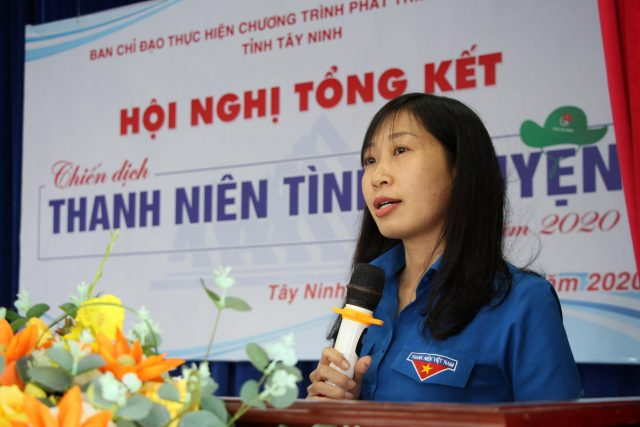 BAN CHỈ ĐẠO THỰC HIỆN CHƯƠNG TRÌNH PHÁT
TỈNH TÂY NINH
HỘI NGHỊ TỔNG KẾT
Chiến dịch
THANH NIÊN TÌN
2020
Tây Ninh
2020
THANH NIÊN VIỆT NAM